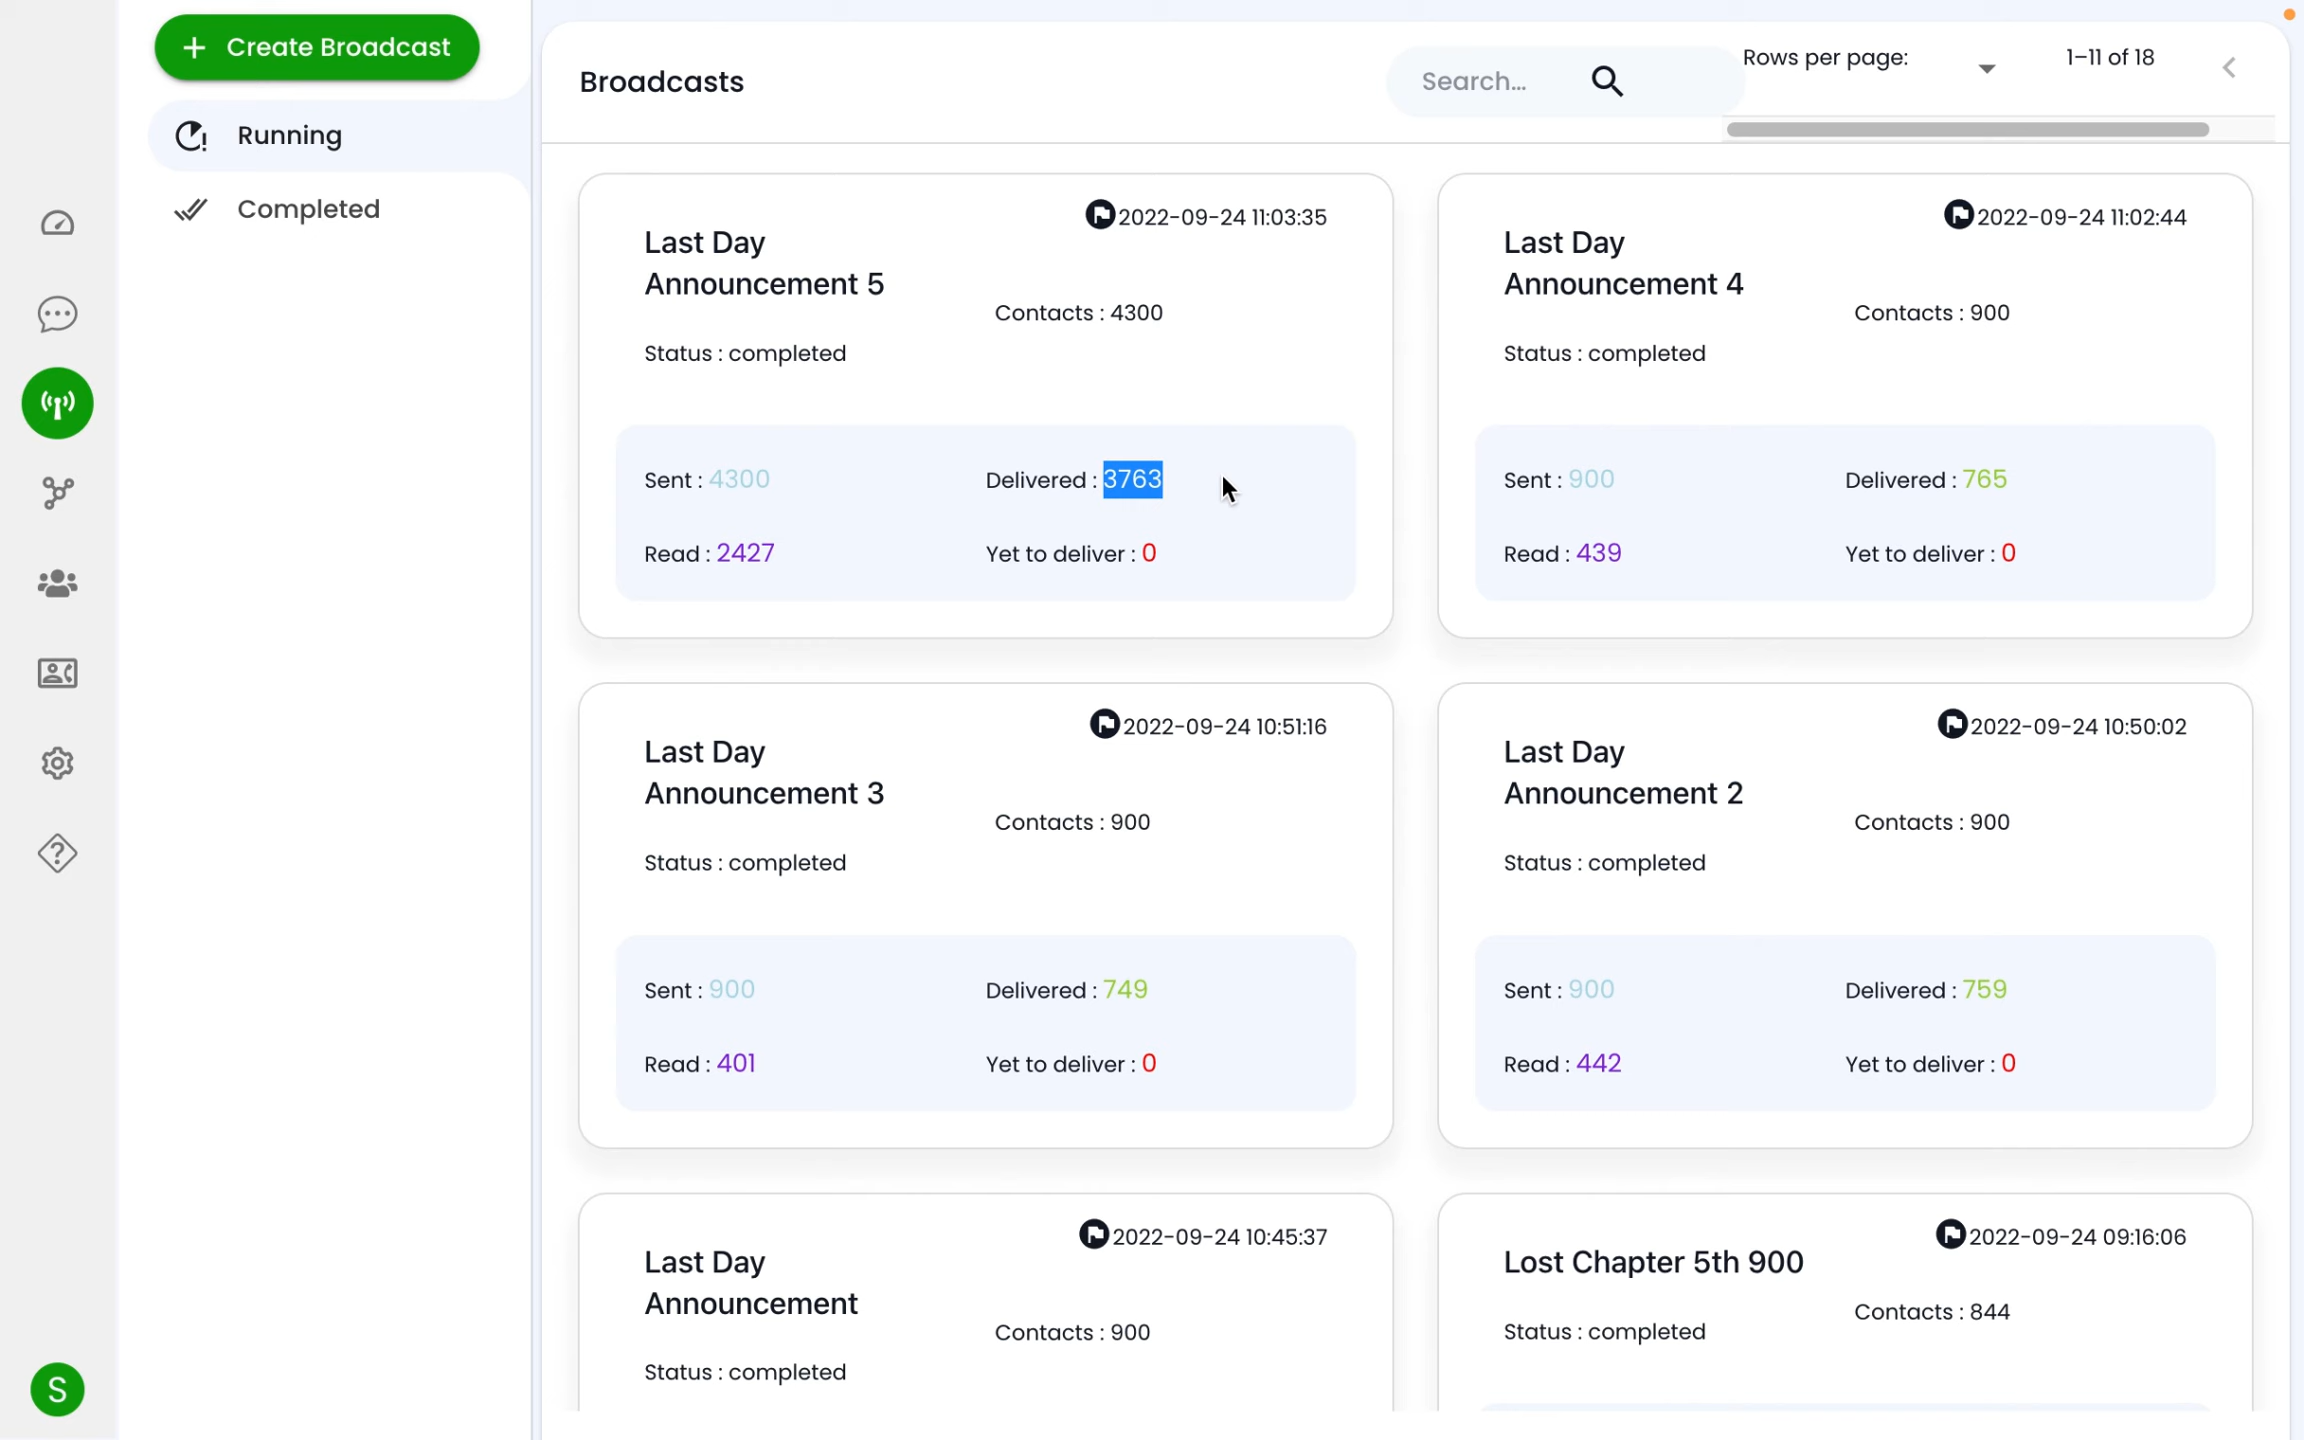 + Create Broadcast
Running
Completed
S
Broadcasts
Search...
Rows per page:
1–11 of 18
2022-09-24 11:03:35
Last Day
Announcement 5
Contacts : 4300
Status : completed
Sent : 4300
Delivered : 3763
Read : 2427
Yet to deliver : 0
2022-09-24 11:02:44
Last Day
Announcement 4
Contacts : 900
Status : completed
Sent : 900
Delivered : 765
Read : 439
Yet to deliver : 0
2022-09-24 10:51:16
Last Day
Announcement 3
Contacts : 900
Status : completed
Sent : 900
Delivered : 749
Read : 401
Yet to deliver : 0
2022-09-24 10:50:02
Last Day
Announcement 2
Contacts : 900
Status : completed
Sent : 900
Delivered : 759
Read : 442
Yet to deliver : 0
2022-09-24 10:45:37
Last Day
Announcement
Contacts : 900
Status : completed
2022-09-24 09:16:06
Lost Chapter 5th 900
Contacts : 844
Status : completed